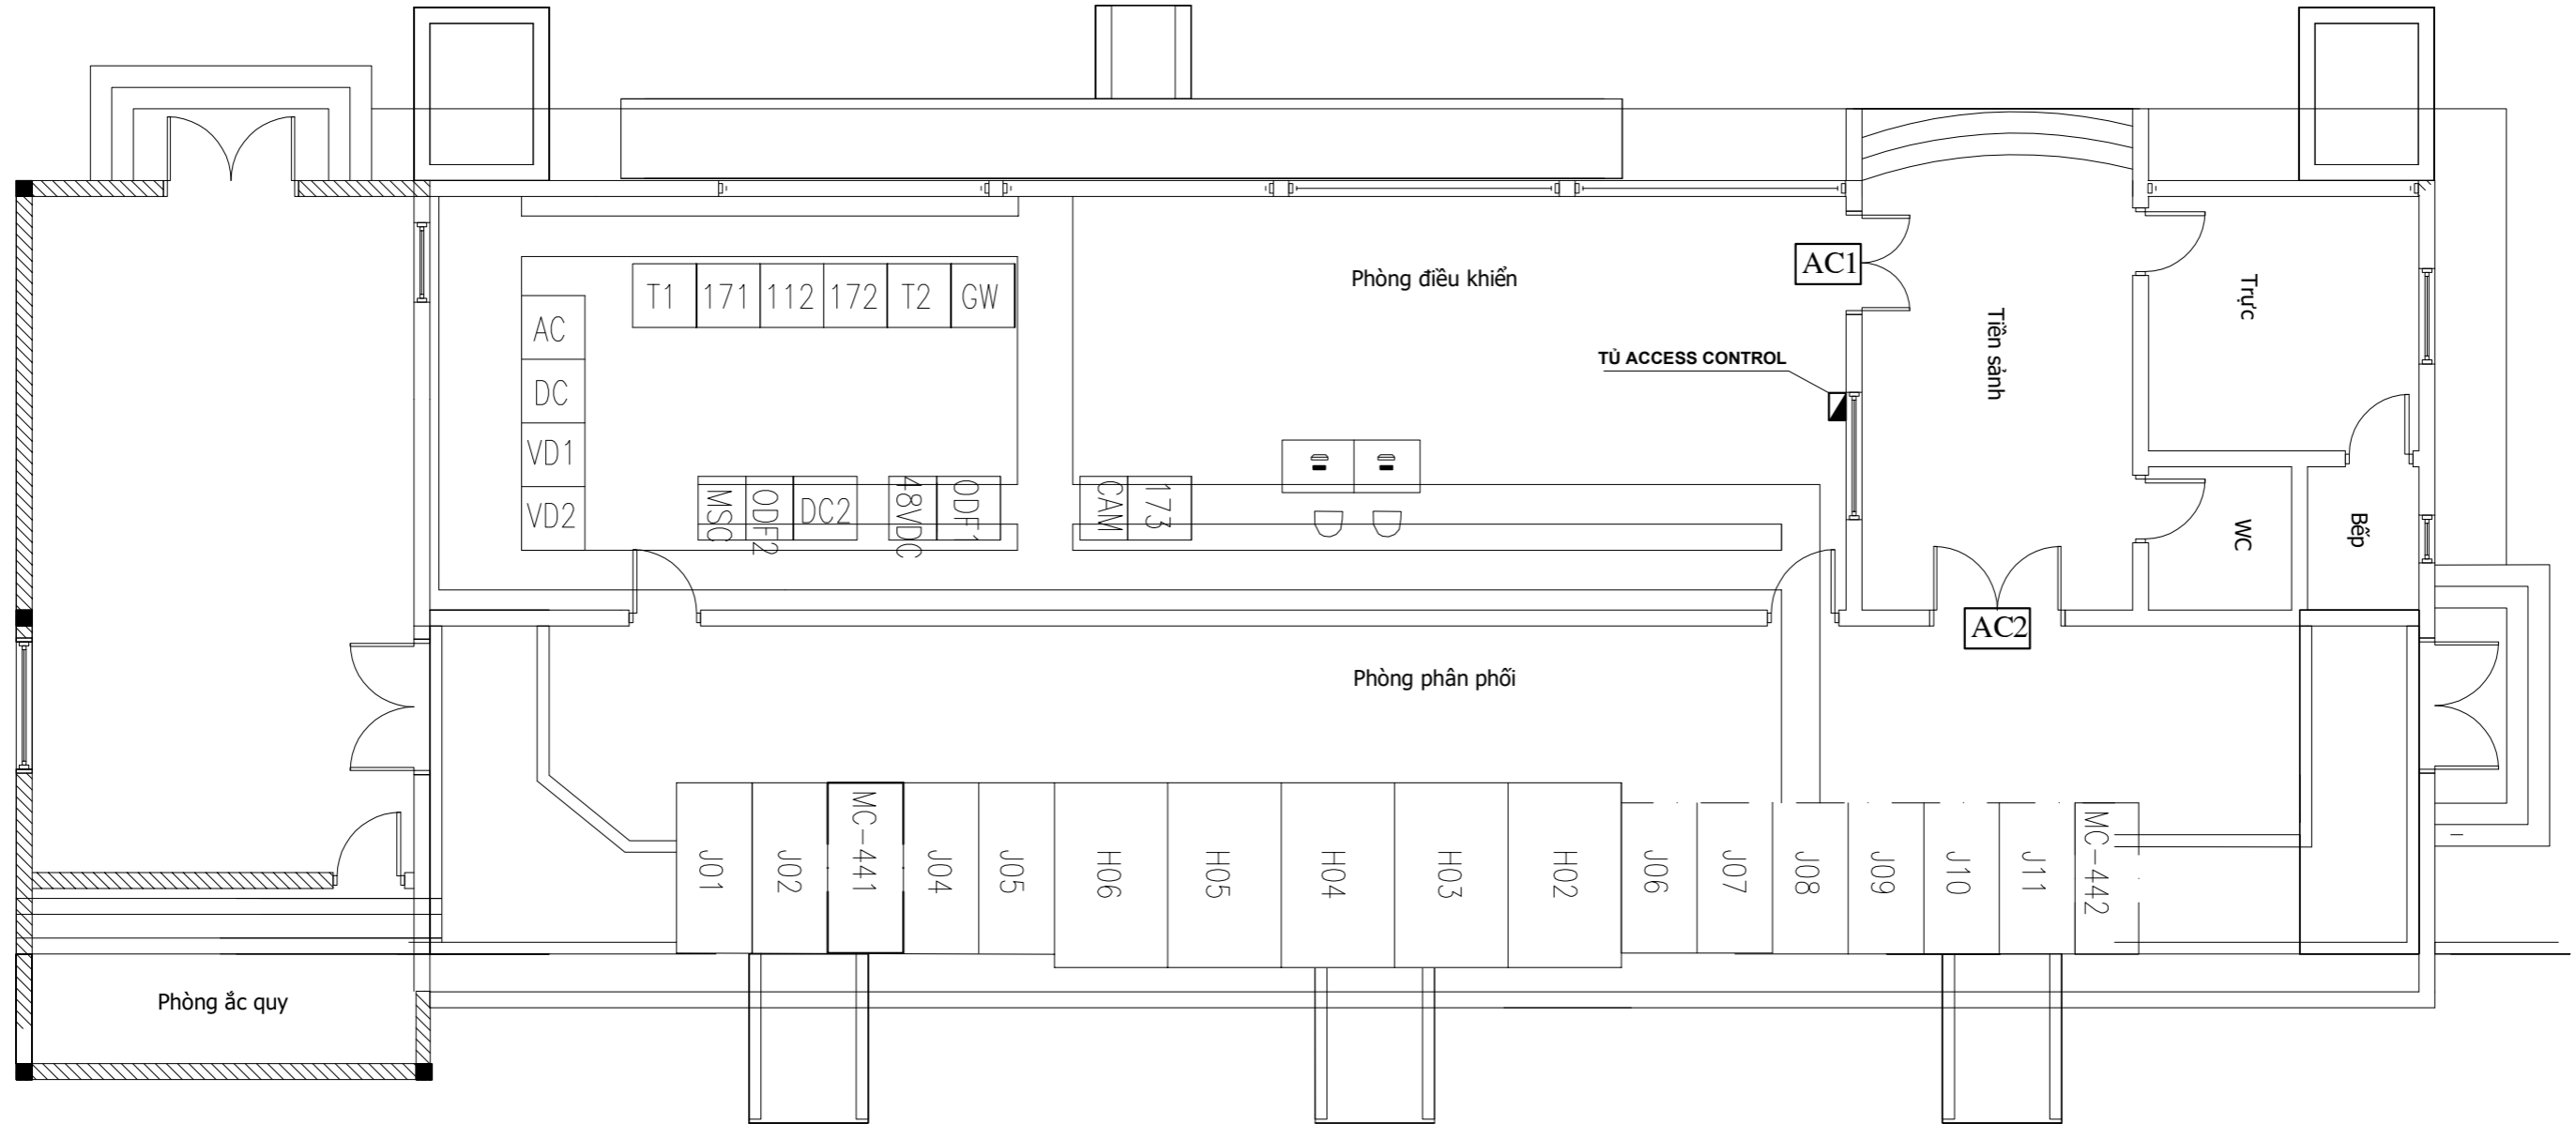 T1
171
112
172
T2
GW
Phòng điều khiển
AC1
Trực
Tiền sảnh
AC
DC
VD1
VD2
TỦ ACCESS CONTROL
MSC
ODF2
DC2
48VDC
ODF1
CAM
173
WC
Bếp
AC2
Phòng phân phối
J01
J02
MC-441
J04
J05
H06
H05
H04
H03
H02
J06
J07
J08
J09
J10
J11
MC-442
Phòng ắc quy